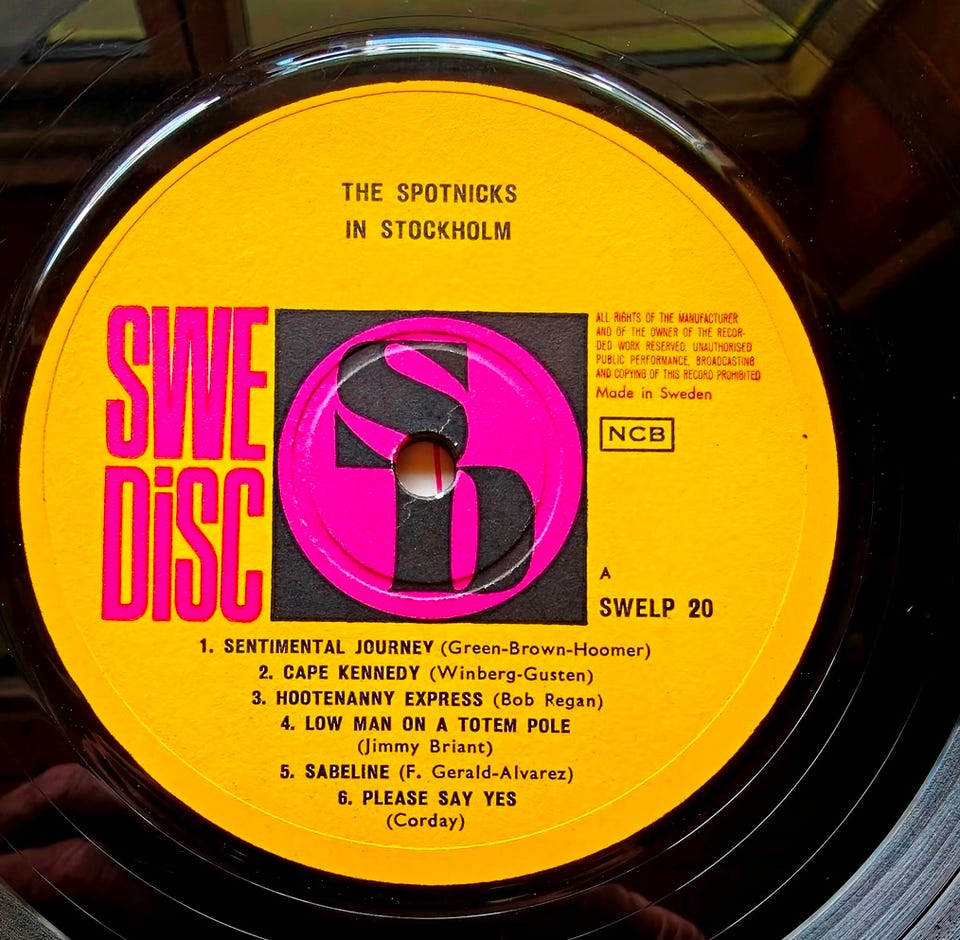 THE SPOTNICKS
IN STOCKHOLM
SWE
DiSC
SD
ALL RIGHTS OF THE MANUFACTURER
AND OF THE OWNER OF THE RECOR-
DED WORK RESERVED. UNAUTHORISED
PUBLIC PERFORMANCE, BROADCASTING
AND COPYING OF THIS RECORD PROHIBITED
Made in Sweden
NCB
A
SWELP 20
1. SENTIMENTAL JOURNEY (Green-Brown-Hoomer)
2. CAPE KENNEDY (Winberg-Gusten)
3. HOOTENANNY EXPRESS (Bob Regan)
4. LOW MAN ON A TOTEM POLE
(Jimmy Briant)
5. SABELINE (F. Gerald-Alvarez)
6. PLEASE SAY YES
(Corday)